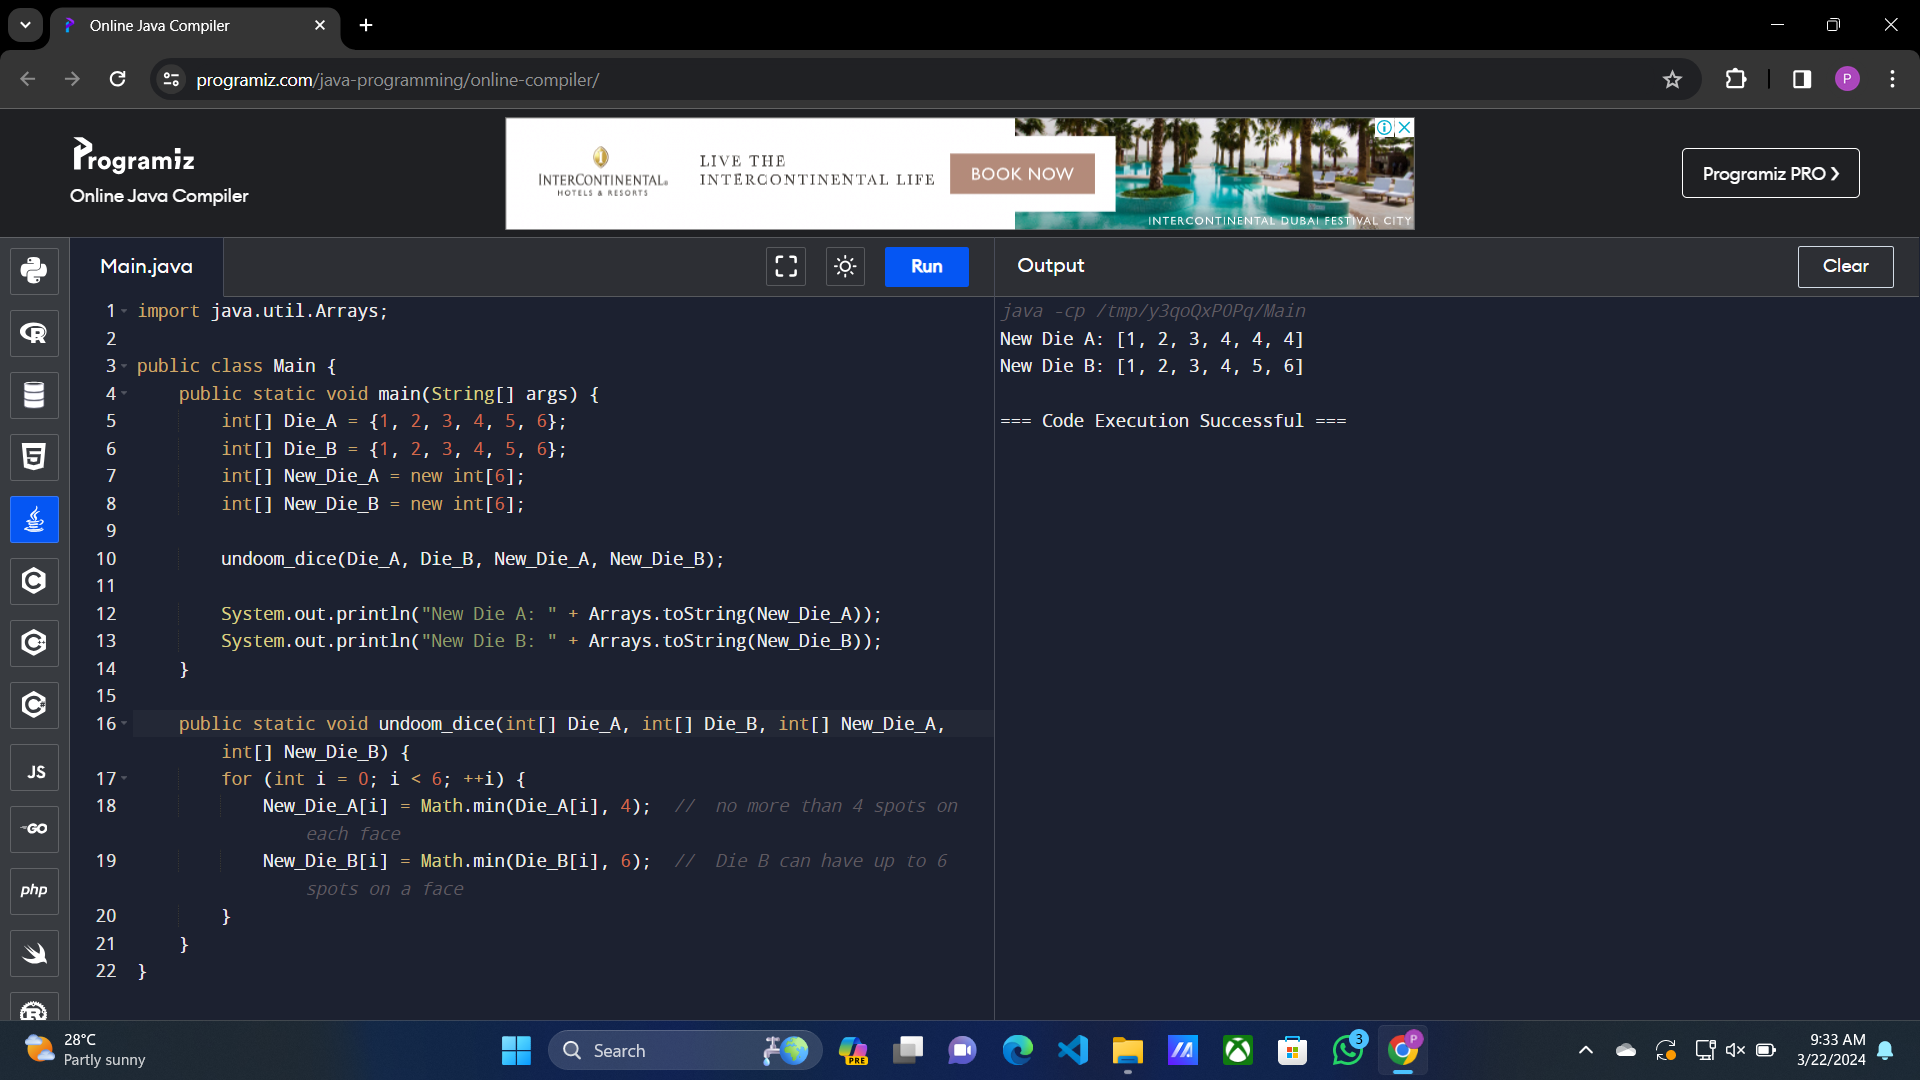 Online Java Compiler
programiz.com/java-programming/online-compiler/
P
Programiz
Online Java Compiler
INTERCONTINENTAL.
HOTELS & RESORTS
LIVE THE
INTERCONTINENTAL LIFE
BOOK NOW
INTERCONTINENTAL DUBAI FESTIVAL CITY
Programiz PRO ❯
Main.java
Run
Output
Clear
1 import java.util.Arrays;
2
3 public class Main {
4 public static void main(String[] args) {
5 int[] Die_A = {1, 2, 3, 4, 5, 6};
6 int[] Die_B = {1, 2, 3, 4, 5, 6};
7 int[] New_Die_A = new int[6];
8 int[] New_Die_B = new int[6];
9
10 undoom_dice(Die_A, Die_B, New_Die_A, New_Die_B);
11
12 System.out.println("New Die A: " + Arrays.toString(New_Die_A));
13 System.out.println("New Die B: " + Arrays.toString(New_Die_B));
14 }
15
16 public static void undoom_dice(int[] Die_A, int[] Die_B, int[] New_Die_A,
int[] New_Die_B) {
17 for (int i = 0; i < 6; ++i) {
18 New_Die_A[i] = Math.min(Die_A[i], 4); // no more than 4 spots on
each face
19 New_Die_B[i] = Math.min(Die_B[i], 6); // Die B can have up to 6
spots on a face
20 }
21 }
22 }
java -cp /tmp/y3qoQxP0Pq/Main
New Die A: [1, 2, 3, 4, 4, 4]
New Die B: [1, 2, 3, 4, 5, 6]
=== Code Execution Successful ===
JS
GO
php
28°C
Partly sunny
Search
PRE
3
P
9:33 AM
3/22/2024